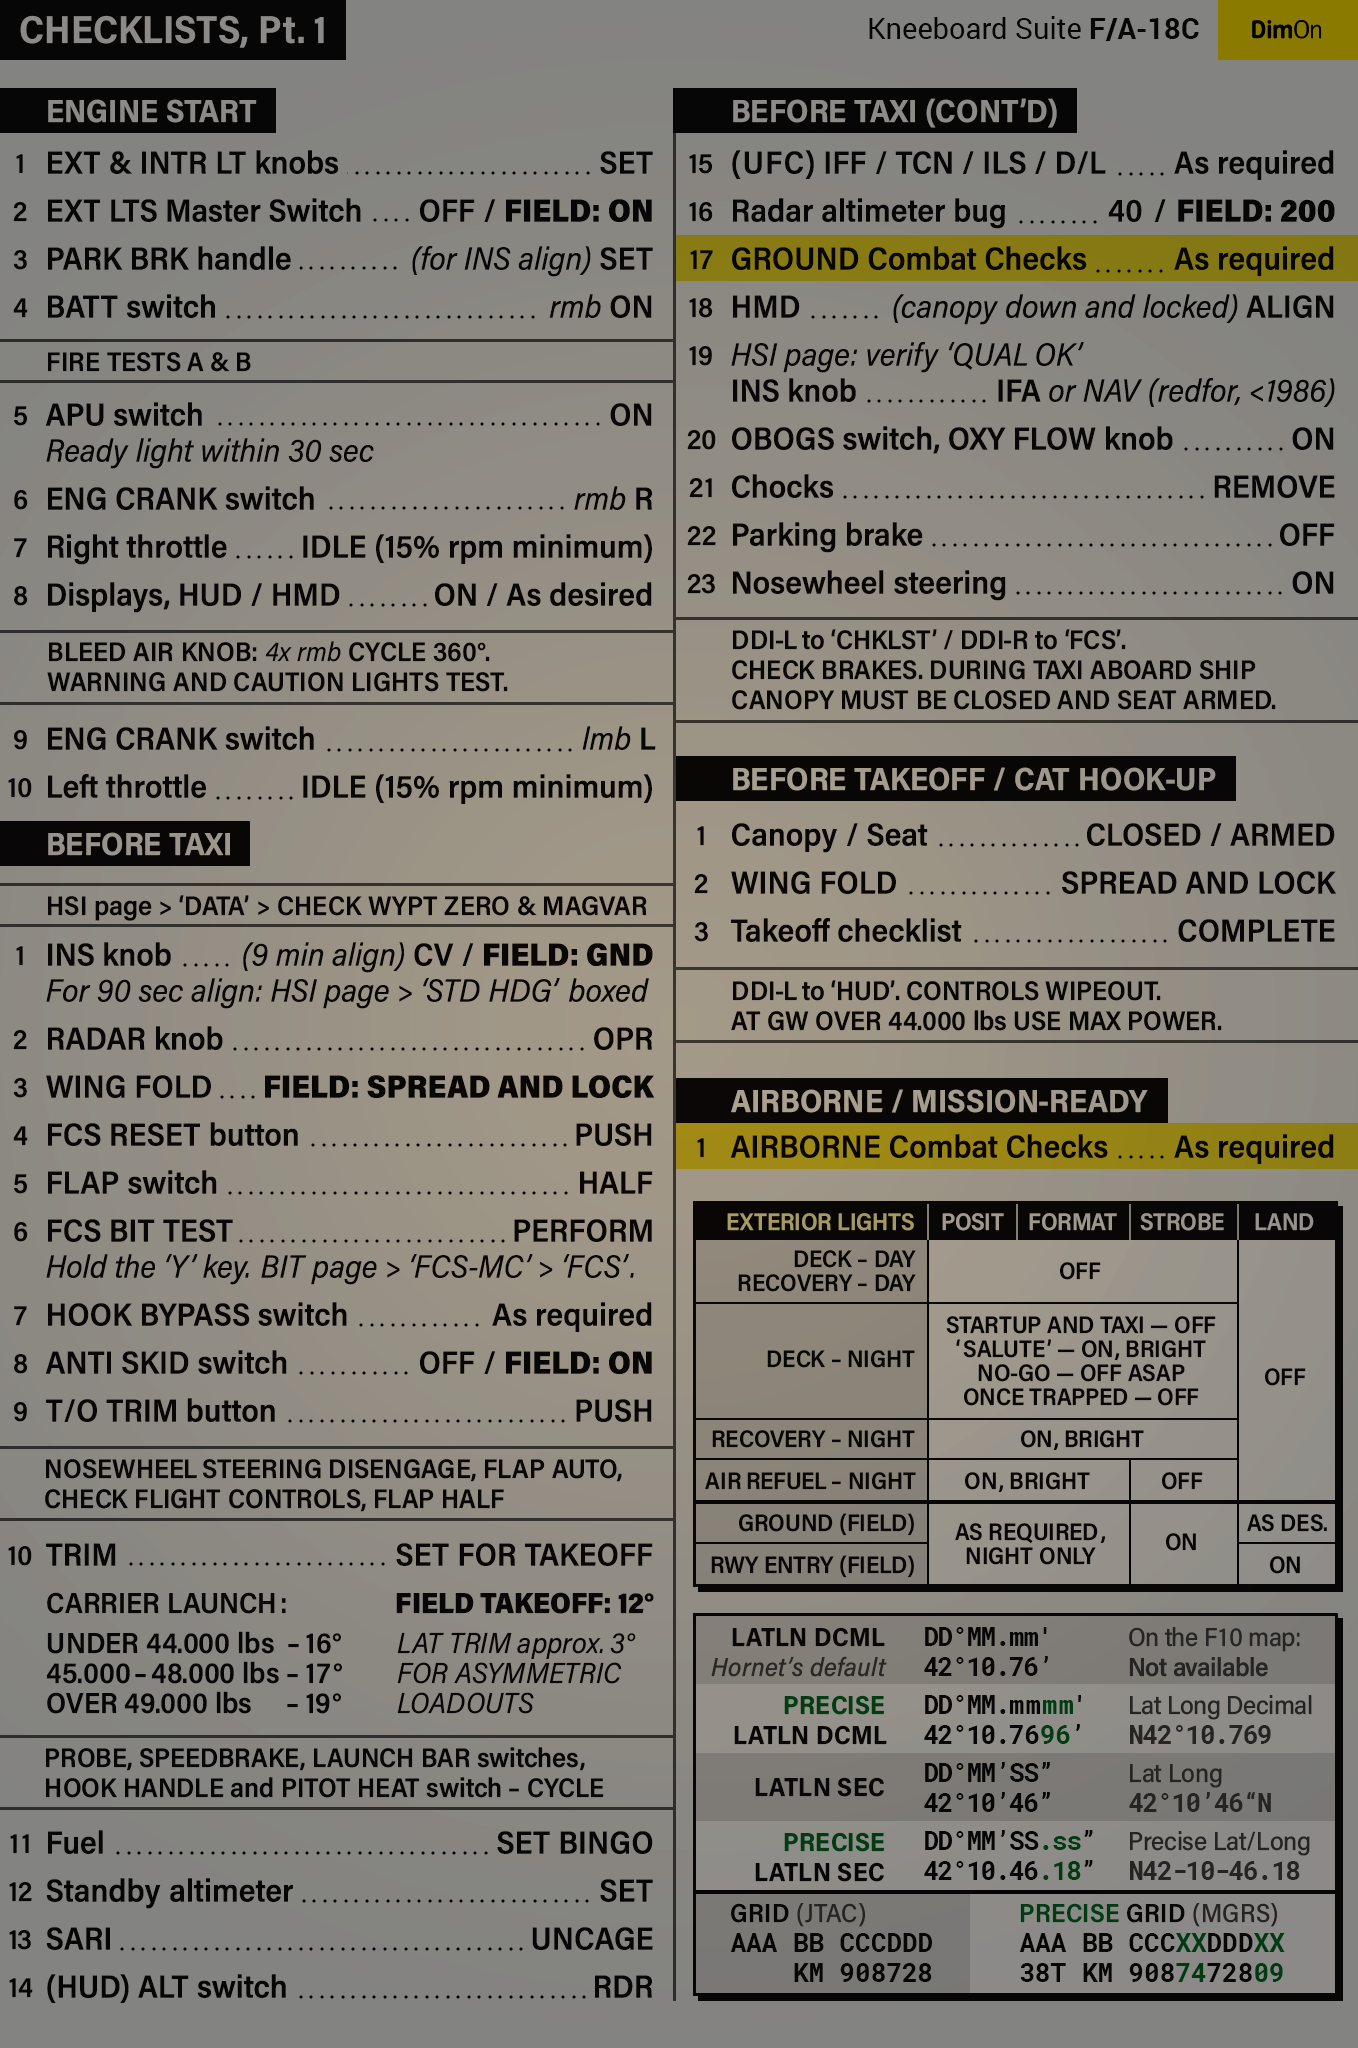 CHECKLISTS, Pt. 1
Kneeboard Suite F/A-18C
DimOn
ENGINE START
1 EXT & INTR LT knobs ........................ SET
2 EXT LTS Master Switch .... OFF / FIELD: ON
3 PARK BRK handle .......... (for INS align) SET
4 BATT switch ............................... rmb ON
FIRE TESTS A & B
5 APU switch ...................................... ON
Ready light within 30 sec
6 ENG CRANK switch ........................ rmb R
7 Right throttle ...... IDLE (15% rpm minimum)
8 Displays, HUD / HMD ........ ON / As desired
BLEED AIR KNOB: 4x rmb CYCLE 360°.
WARNING AND CAUTION LIGHTS TEST.
9 ENG CRANK switch ......................... lmb L
10 Left throttle ........ IDLE (15% rpm minimum)
BEFORE TAXI
HSI page > ‘DATA’ > CHECK WYPT ZERO & MAGVAR
1 INS knob ..... (9 min align) CV / FIELD: GND
For 90 sec align: HSI page > ‘STD HDG’ boxed
2 RADAR knob ................................... OPR
3 WING FOLD .... FIELD: SPREAD AND LOCK
4 FCS RESET button .......................... PUSH
5 FLAP switch .................................. HALF
6 FCS BIT TEST ........................... PERFORM
Hold the ‘Y’ key. BIT page > ‘FCS-MC’ > ‘FCS’.
7 HOOK BYPASS switch ............ As required
8 ANTI SKID switch ........... OFF / FIELD: ON
9 T/O TRIM button ............................ PUSH
NOSEWHEEL STEERING DISENGAGE, FLAP AUTO,
CHECK FLIGHT CONTROLS, FLAP HALF
10 TRIM .......................... SET FOR TAKEOFF
CARRIER LAUNCH: FIELD TAKEOFF: 12°
UNDER 44.000 lbs – 16° LAT TRIM approx. 3°
45.000 – 48.000 lbs – 17° FOR ASYMMETRIC
OVER 49.000 lbs – 19° LOADOUTS
PROBE, SPEEDBRAKE, LAUNCH BAR switches,
HOOK HANDLE and PITOT HEAT switch – CYCLE
11 Fuel ...................................... SET BINGO
12 Standby altimeter ............................. SET
13 SARI ......................................... UNCAGE
14 (HUD) ALT switch .......................... RDR
BEFORE TAXI (CONT’D)
15 (UFC) IFF / TCN / ILS / D/L ..... As required
16 Radar altimeter bug ........ 40 / FIELD: 200
17 GROUND Combat Checks ....... As required
18 HMD ....... (canopy down and locked) ALIGN
19 HSI page: verify ‘QUAL OK’
INS knob ............ IFA or NAV (redfor, <1986)
20 OBOGS switch, OXY FLOW knob .......... ON
21 Chocks .................................... REMOVE
22 Parking brake .................................. OFF
23 Nosewheel steering ........................... ON
DDI-L to ‘CHKLST’ / DDI-R to ‘FCS’.
CHECK BRAKES. DURING TAXI ABOARD SHIP
CANOPY MUST BE CLOSED AND SEAT ARMED.
BEFORE TAKEOFF / CAT HOOK-UP
1 Canopy / Seat .............. CLOSED / ARMED
2 WING FOLD .............. SPREAD AND LOCK
3 Takeoff checklist .................... COMPLETE
DDI-L to ‘HUD’. CONTROLS WIPEOUT.
AT GW OVER 44.000 lbs USE MAX POWER.
AIRBORNE / MISSION-READY
1 AIRBORNE Combat Checks ..... As required
EXTERIOR LIGHTS POSIT FORMAT STROBE LAND
DECK – DAY
RECOVERY – DAY
OFF
DECK – NIGHT
STARTUP AND TAXI — OFF
‘SALUTE’ — ON, BRIGHT
NO-GO — OFF ASAP
ONCE TRAPPED — OFF
OFF
RECOVERY – NIGHT ON, BRIGHT
AIR REFUEL – NIGHT ON, BRIGHT OFF
GROUND (FIELD)
AS REQUIRED,
NIGHT ONLY
ON
AS DES.
RWY ENTRY (FIELD) ON
LATLN DCML DD°MM.mm' On the F10 map:
Hornet’s default 42°10.76’ Not available
PRECISE DD°MM.mmmm' Lat Long Decimal
LATLN DCML 42°10.7696’ N42°10.769
LATLN SEC
DD°MM’SS” Lat Long
42°10’46” 42°10’46“N
PRECISE DD°MM’SS.ss” Precise Lat/Long
LATLN SEC 42°10.46.18” N42-10-46.18
GRID (JTAC) PRECISE GRID (MGRS)
AAA BB CCCDDD AAA BB CCCXXDDDXX
KM 908728 38T KM 9087472809